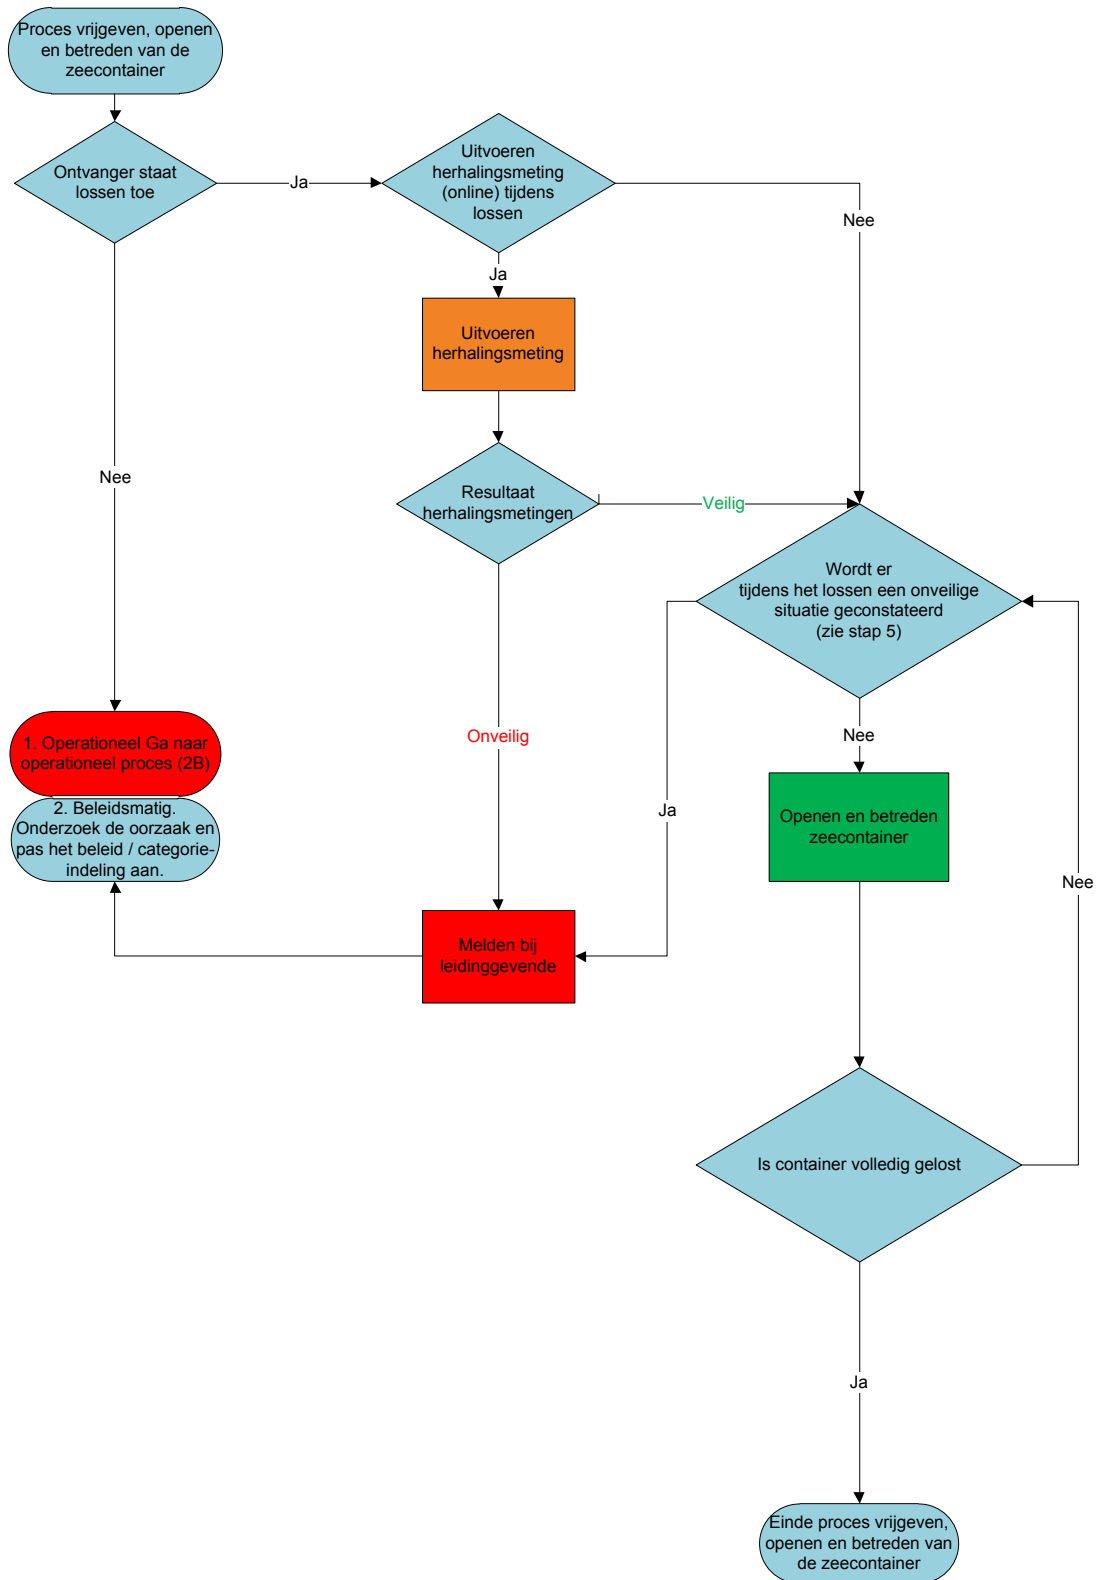 Proces vrijgeven, openen
en betreden van de
zeecontainer
Ontvanger staat
lossen toe
Ja
Uitvoeren
herhalingsmeting
(online) tijdens
lossen
Nee
Ja
Uitvoeren
herhalingsmeting
Nee
Resultaat
herhalingsmetingen
Veilig
Wordt er
tijdens het lossen een onveilige
situatie geconstateerd
(zie stap 5)
Onveilig
Nee
1. Operationeel Ga naar
operationeel proces (2B)
2. Beleidsmatig.
Onderzoek de oorzaak en
pas het beleid / categorie-
indeling aan.
Ja
Openen en betreden
zeecontainer
Nee
Melden bij
leidinggevende
Is container volledig gelost
Ja
Einde proces vrijgeven,
openen en betreden van
de zeecontainer